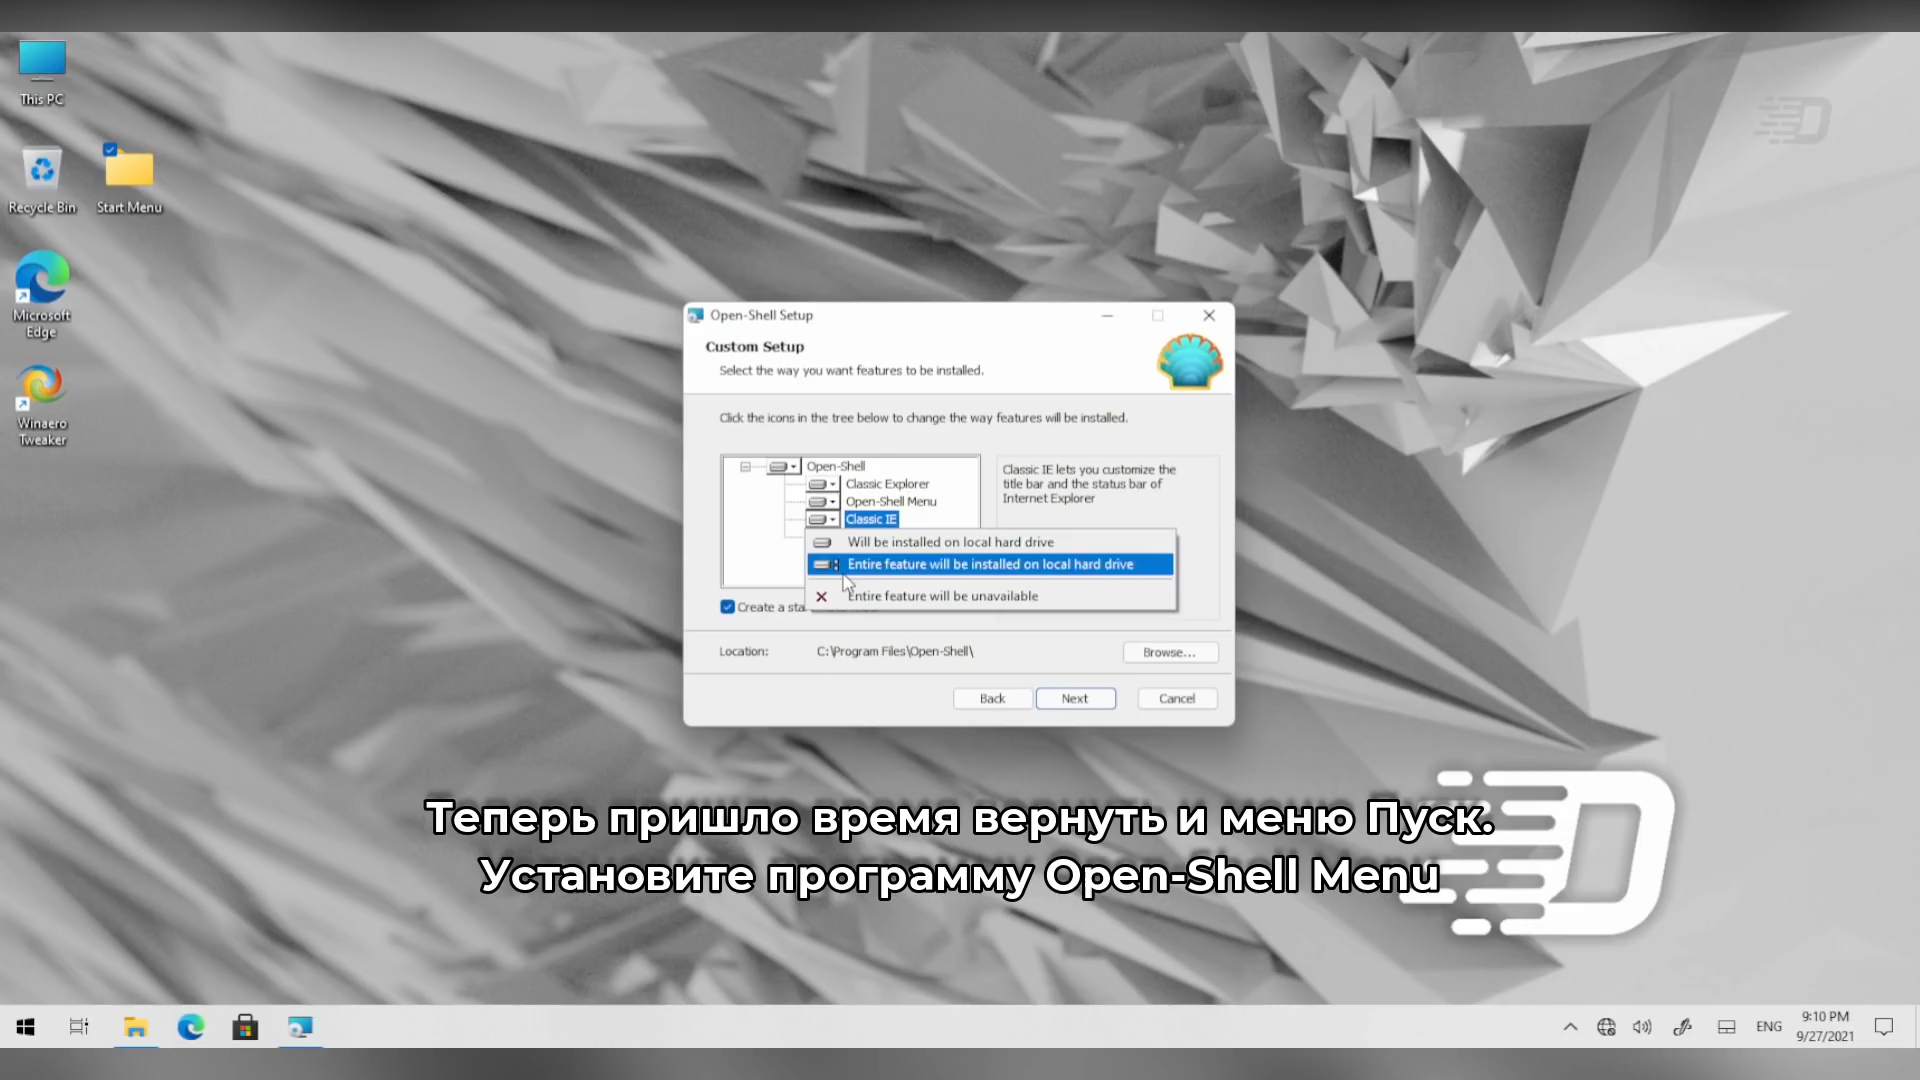 This PC
Recycle Bin
Start Menu
Microsoft
Edge
Winaero
Tweaker
Open-Shell Setup
Custom Setup
Select the way you want features to be installed.
Click the icons in the tree below to change the way features will be installed.
Open-Shell
Classic Explorer
Open-Shell Menu
Classic IE
Classic IE lets you customize the
title bar and the status bar of
Internet Explorer
Will be installed on local hard drive
Entire feature will be installed on local hard drive
Entire feature will be unavailable
Create a sta
Location:
C:\Program Files\Open-Shell\
Browse...
Back
Next
Cancel
Теперь пришло время вернуть и меню Пуск.
Установите программу Open-Shell Menu
ENG
9:10 PM
9/27/2021